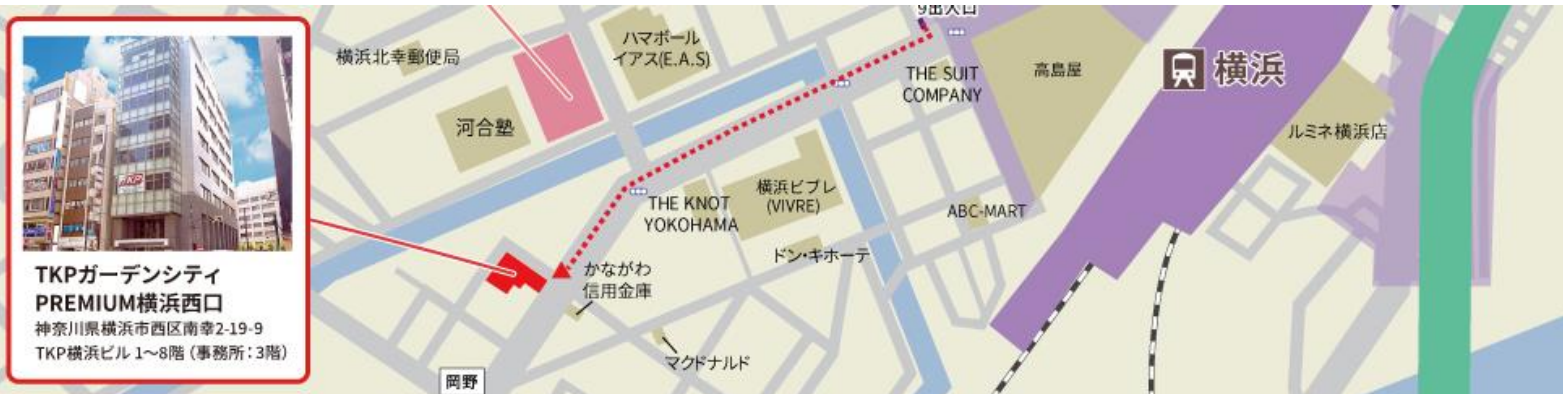 TKP
TKPガーデンシティ
PREMIUM横浜西口
神奈川県横浜市西区南幸2-19-9
TKP横浜ビル 1～8階 (事務所：3階)
横浜北幸郵便局
河合塾
ハマボール
イアス(E.A.S)
9出入口
THE SUIT
COMPANY
高島屋
横浜
ルミネ横浜店
横浜ビブレ
(VIVRE)
THE KNOT
YOKOHAMA
ABC-MART
ドン・キホーテ
かながわ
信用金庫
マクドナルド
岡野